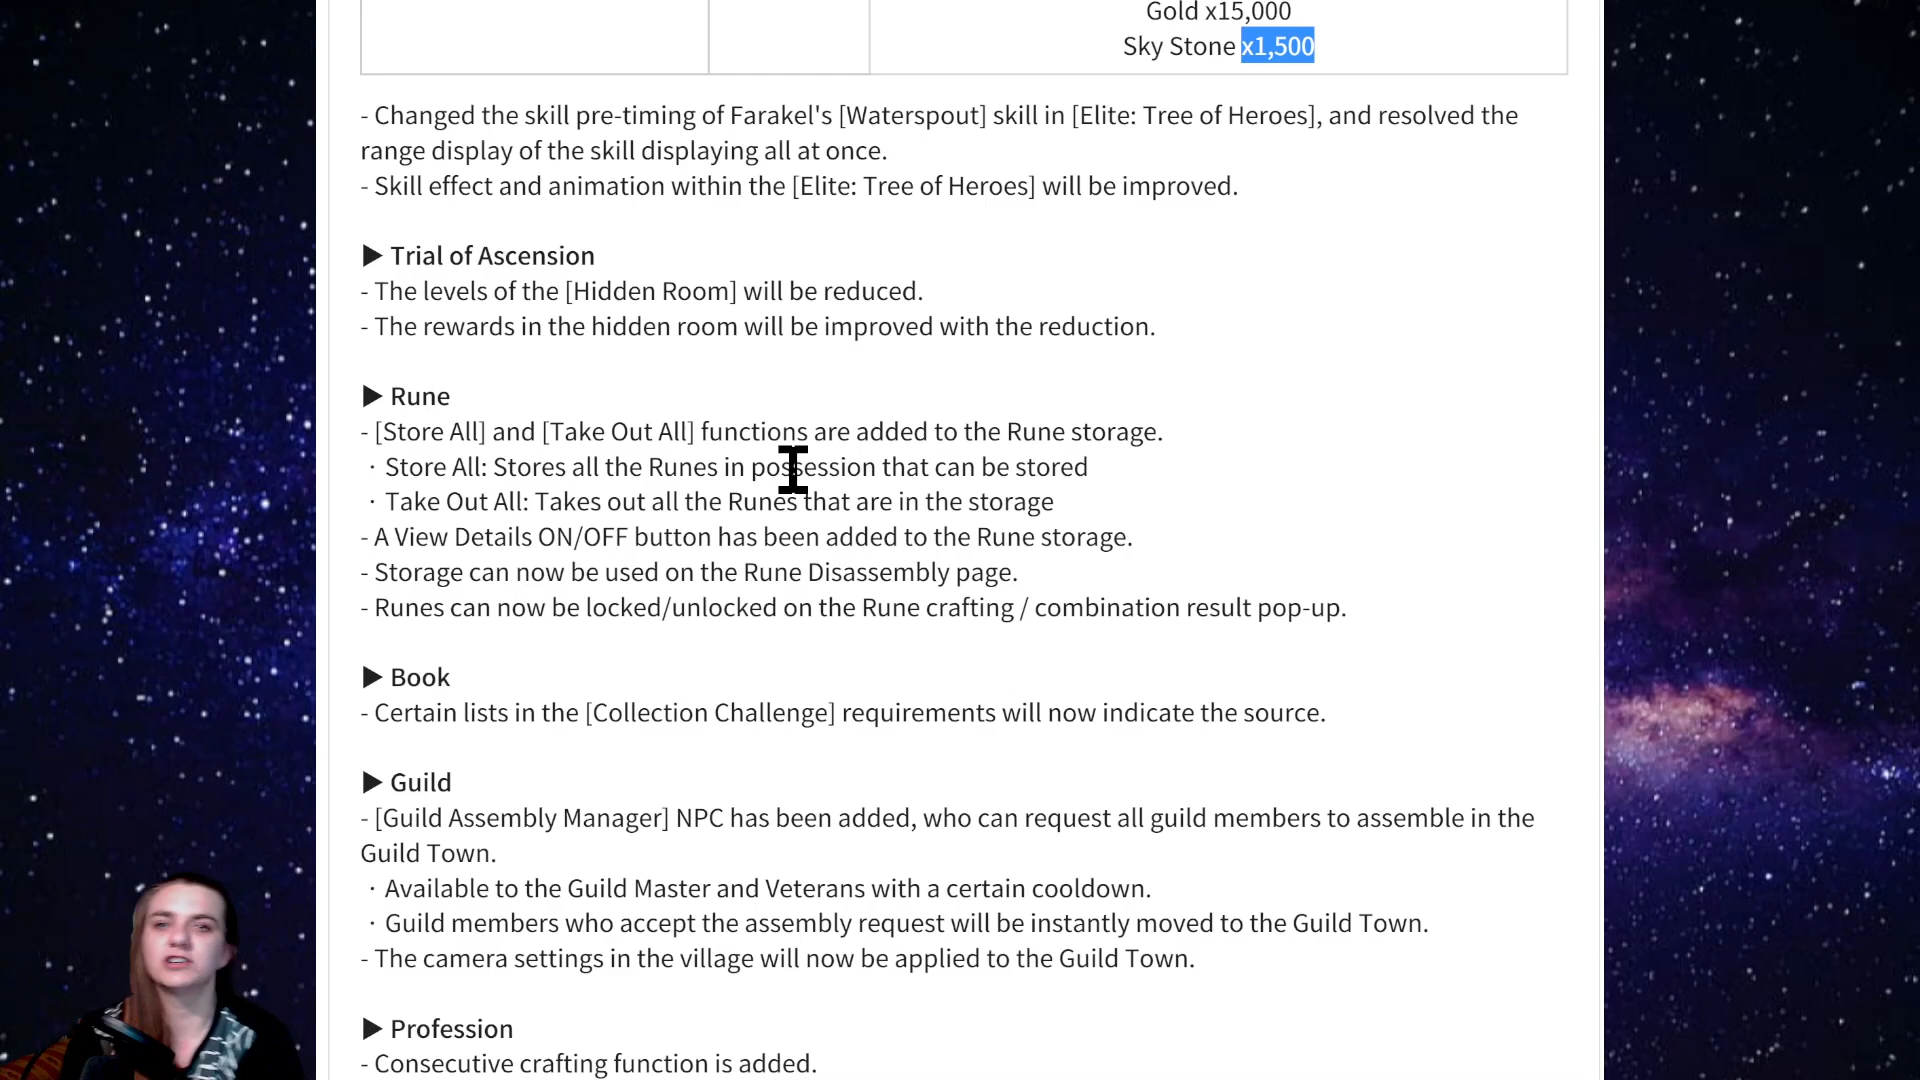 Gold x15,000
Sky Stone x1,500
- Changed the skill pre-timing of Farakel's [Waterspout] skill in [Elite: Tree of Heroes], and resolved the
range display of the skill displaying all at once.
- Skill effect and animation within the [Elite: Tree of Heroes] will be improved.
▶ Trial of Ascension
- The levels of the [Hidden Room] will be reduced.
- The rewards in the hidden room will be improved with the reduction.
▶ Rune
- [Store All] and [Take Out All] functions are added to the Rune storage.
· Store All: Stores all the Runes in possession that can be stored
· Take Out All: Takes out all the Runes that are in the storage
- A View Details ON/OFF button has been added to the Rune storage.
- Storage can now be used on the Rune Disassembly page.
- Runes can now be locked/unlocked on the Rune crafting / combination result pop-up.
▶ Book
- Certain lists in the [Collection Challenge] requirements will now indicate the source.
▶ Guild
- [Guild Assembly Manager] NPC has been added, who can request all guild members to assemble in the
Guild Town.
· Available to the Guild Master and Veterans with a certain cooldown.
· Guild members who accept the assembly request will be instantly moved to the Guild Town.
- The camera settings in the village will now be applied to the Guild Town.
▶ Profession
- Consecutive crafting function is added.